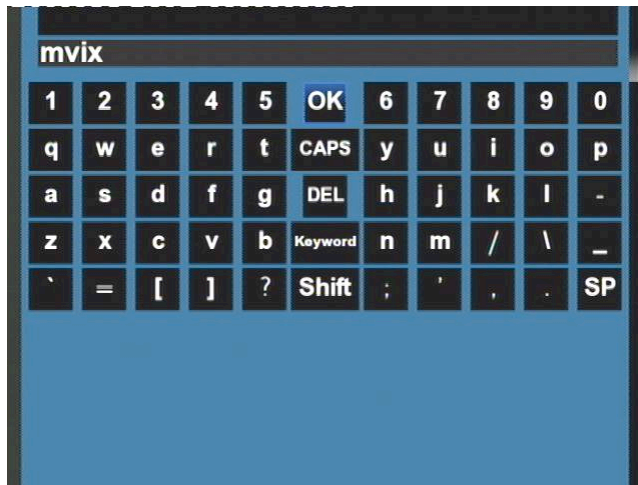 mvix
1 2 3 4 5 OK 6 7 8 9 0
q w e r t CAPS y u i o p
a s d f g DEL h j k l -
z x c v b Keyword n m / \ _
` = [ ] ? Shift ; ' , . SP